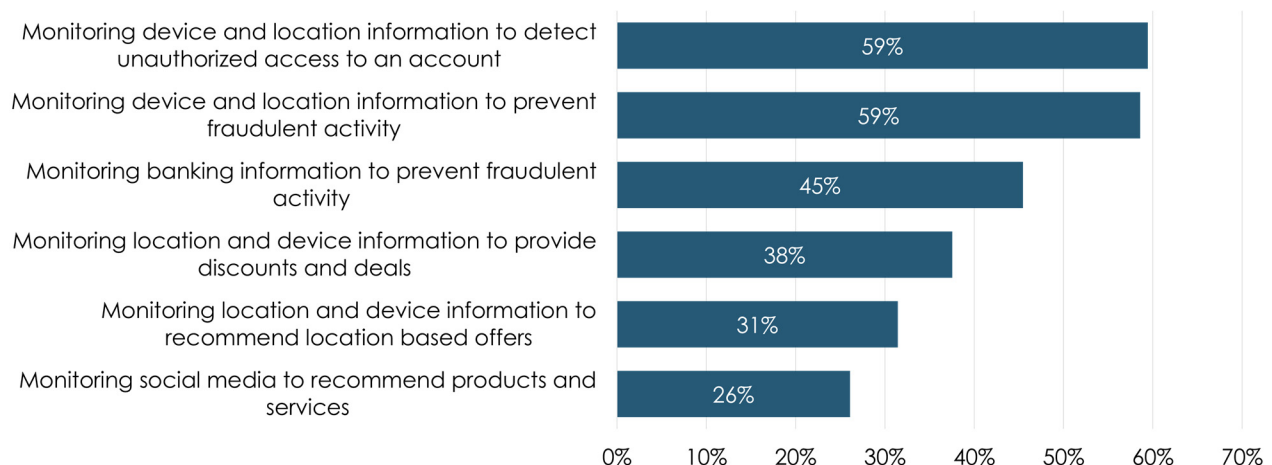 Monitoring device and location information to detect
unauthorized access to an account
59%
Monitoring device and location information to prevent
fraudulent activity
59%
Monitoring banking information to prevent fraudulent
activity
45%
Monitoring location and device information to provide
discounts and deals
38%
Monitoring location and device information to
recommend location based offers
31%
Monitoring social media to recommend products and
services
26%
0% 10% 20% 30% 40% 50% 60% 70%